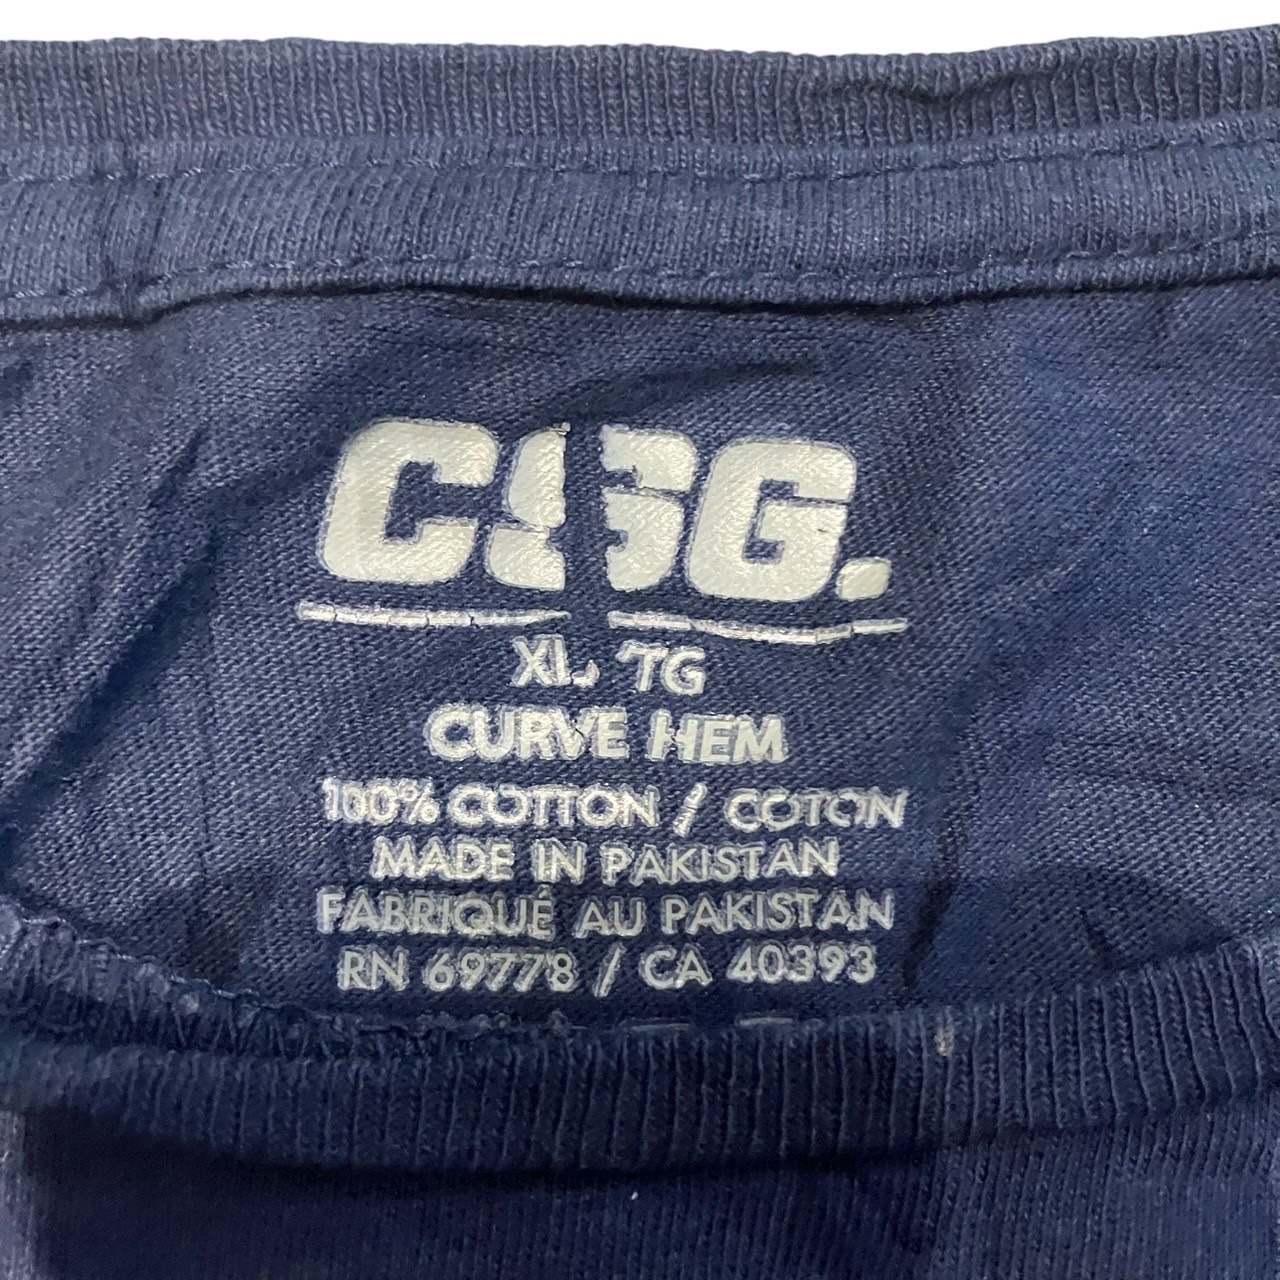 CSG.
XL TG
CURVE HEM
100% COTTON / COTON
MADE IN PAKISTAN
FABRIQUÉ AU PAKISTAN
RN 69778 / CA 40393